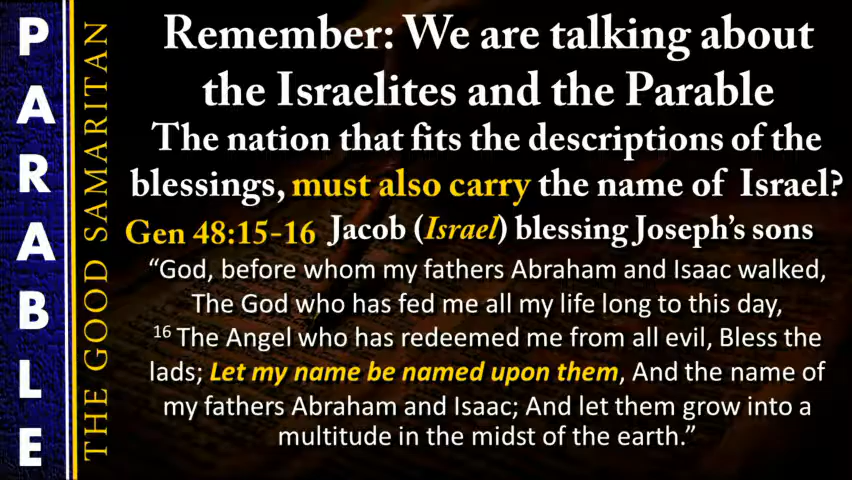 PARABLE
THE GOOD SAMARITAN
Remember: We are talking about
the Israelites and the Parable
The nation that fits the descriptions of the
blessings, must also carry the name of Israel?
Gen 48:15-16 Jacob (Israel) blessing Joseph's sons
“God, before whom my fathers Abraham and Isaac walked,
The God who has fed me all my life long to this day,
16 The Angel who has redeemed me from all evil, Bless the
lads; Let my name be named upon them, And the name of
my fathers Abraham and Isaac; And let them grow into a
multitude in the midst of the earth.”